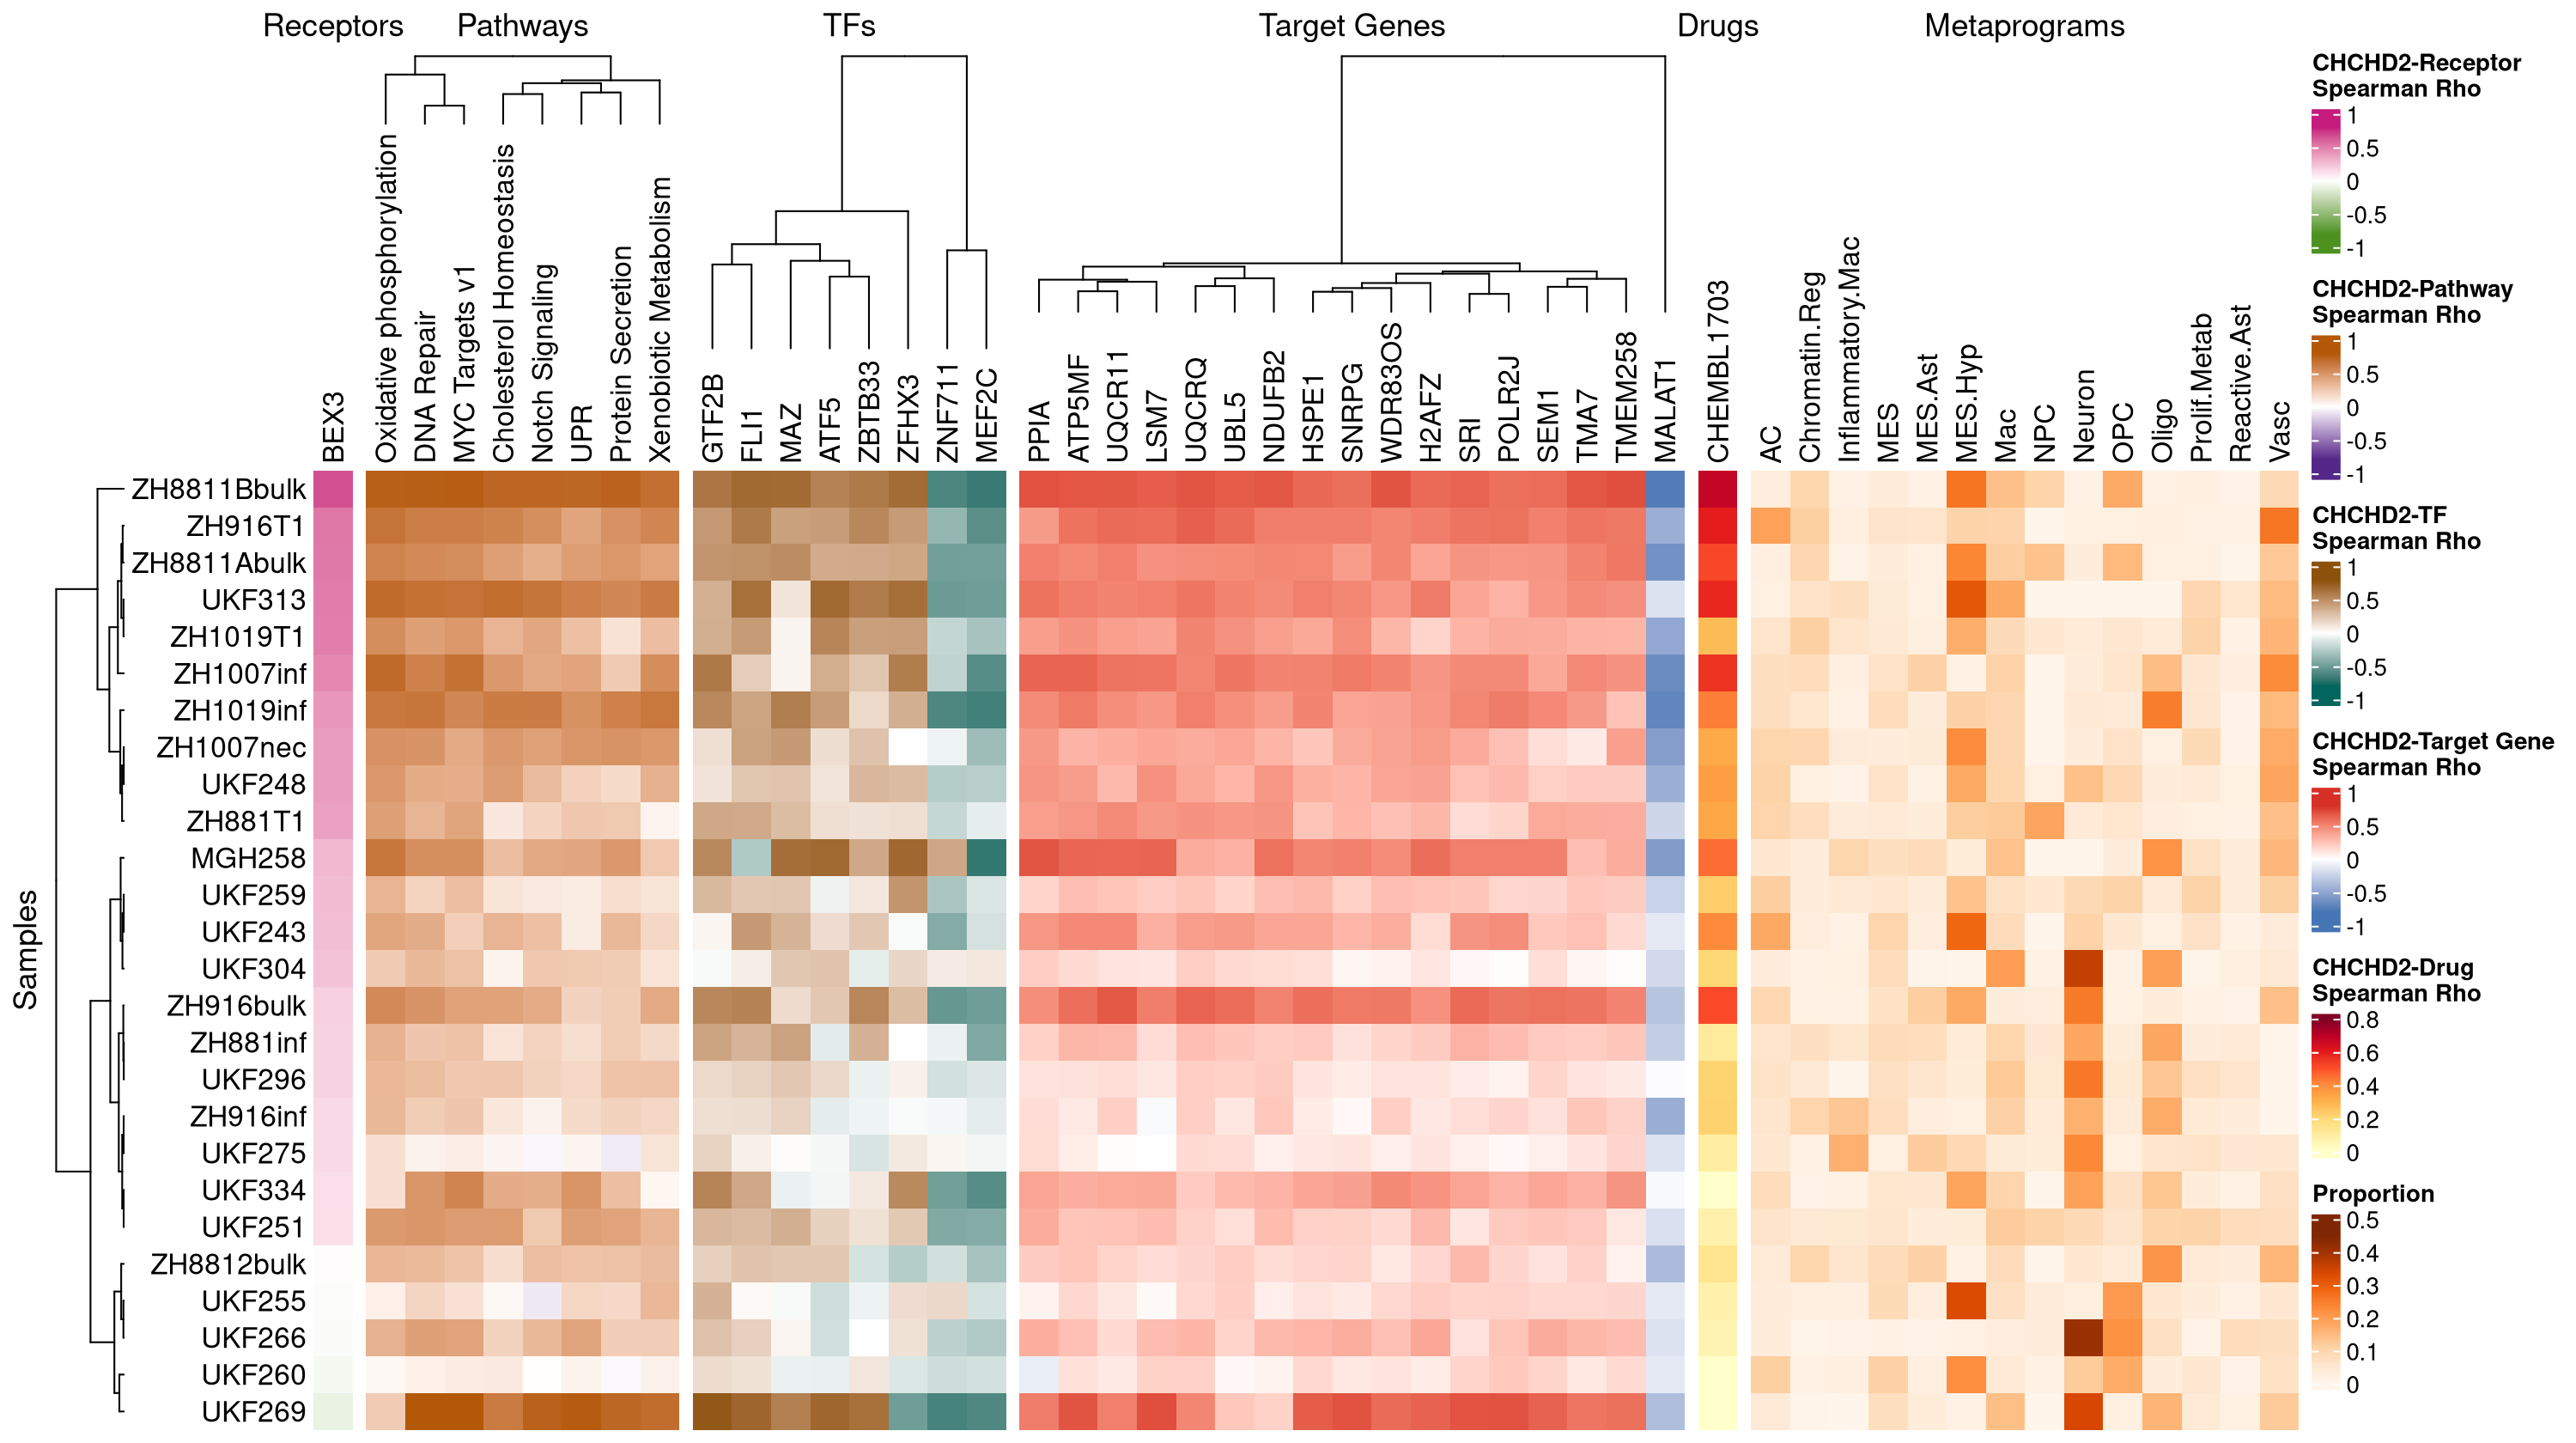 Receptors Pathways TFs Target Genes Drugs Metaprograms
BEX3
Oxidative phosphorylation
DNA Repair
MYC Targets v1
Cholesterol Homeostasis
Notch Signaling
UPR
Protein Secretion
Xenobiotic Metabolism
GTF2B
FLI1
MAZ
ATF5
ZBTB33
ZFHX3
ZNF711
MEF2C
PPIA
ATP5MF
UQCR11
LSM7
UQCRQ
UBL5
NDUFB2
HSPE1
SNRPG
WDR83OS
H2AFZ
SRI
POLR2J
SEM1
TMA7
TMEM258
MALAT1
CHEMBL1703
AC
Chromatin.Reg
Inflammatory.Mac
MES
MES.Ast
MES.Hyp
Mac
NPC
Neuron
OPC
Oligo
Prolif.Metab
Reactive.Ast
Vasc
Samples
ZH8811Bbulk
ZH916T1
ZH8811Abulk
UKF313
ZH1019T1
ZH1007inf
ZH1019inf
ZH1007nec
UKF248
ZH881T1
MGH258
UKF259
UKF243
UKF304
ZH916bulk
ZH881inf
UKF296
ZH916inf
UKF275
UKF334
UKF251
ZH8812bulk
UKF255
UKF266
UKF260
UKF269
CHCHD2-Receptor
Spearman Rho
1
0.5
0
-0.5
-1
CHCHD2-Pathway
Spearman Rho
1
0.5
0
-0.5
-1
CHCHD2-TF
Spearman Rho
1
0.5
0
-0.5
-1
CHCHD2-Target Gene
Spearman Rho
1
0.5
0
-0.5
-1
CHCHD2-Drug
Spearman Rho
0.8
0.6
0.4
0.2
0
Proportion
0.5
0.4
0.3
0.2
0.1
0